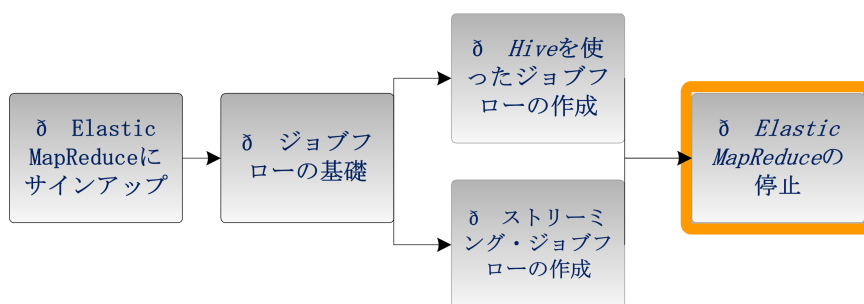 ð Elastic
MapReduceに
サインアップ
ð ジョブフ
ローの基礎
ð Hiveを使
ったジョブフ
ローの作成
ð ストリーミ
ング・ジョブフ
ローの作成
ð Elastic
MapReduceの
停止